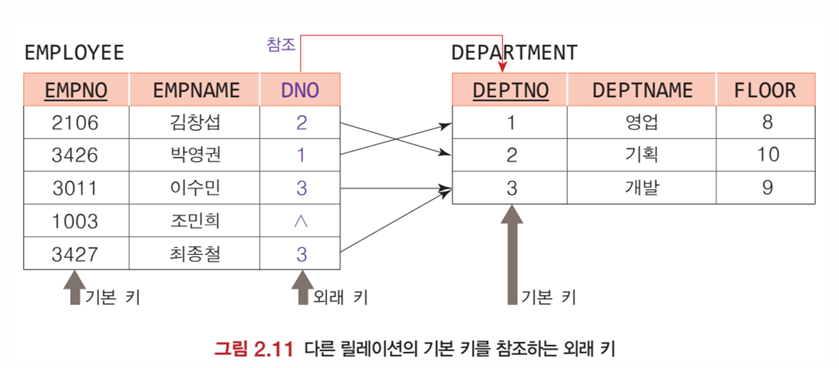 참조
EMPLOYEE
DEPARTMENT
EMPNO EMPNAME DNO
DEPTNO DEPTNAME FLOOR
2106 김창섭 2
1 영업 8
3426 박영권 1
2 기획 10
3011 이수민 3
3 개발 9
1003 조민희 ∧
3427 최종철 3
기본 키
외래 키
기본 키
그림 2.11 다른 릴레이션의 기본 키를 참조하는 외래 키